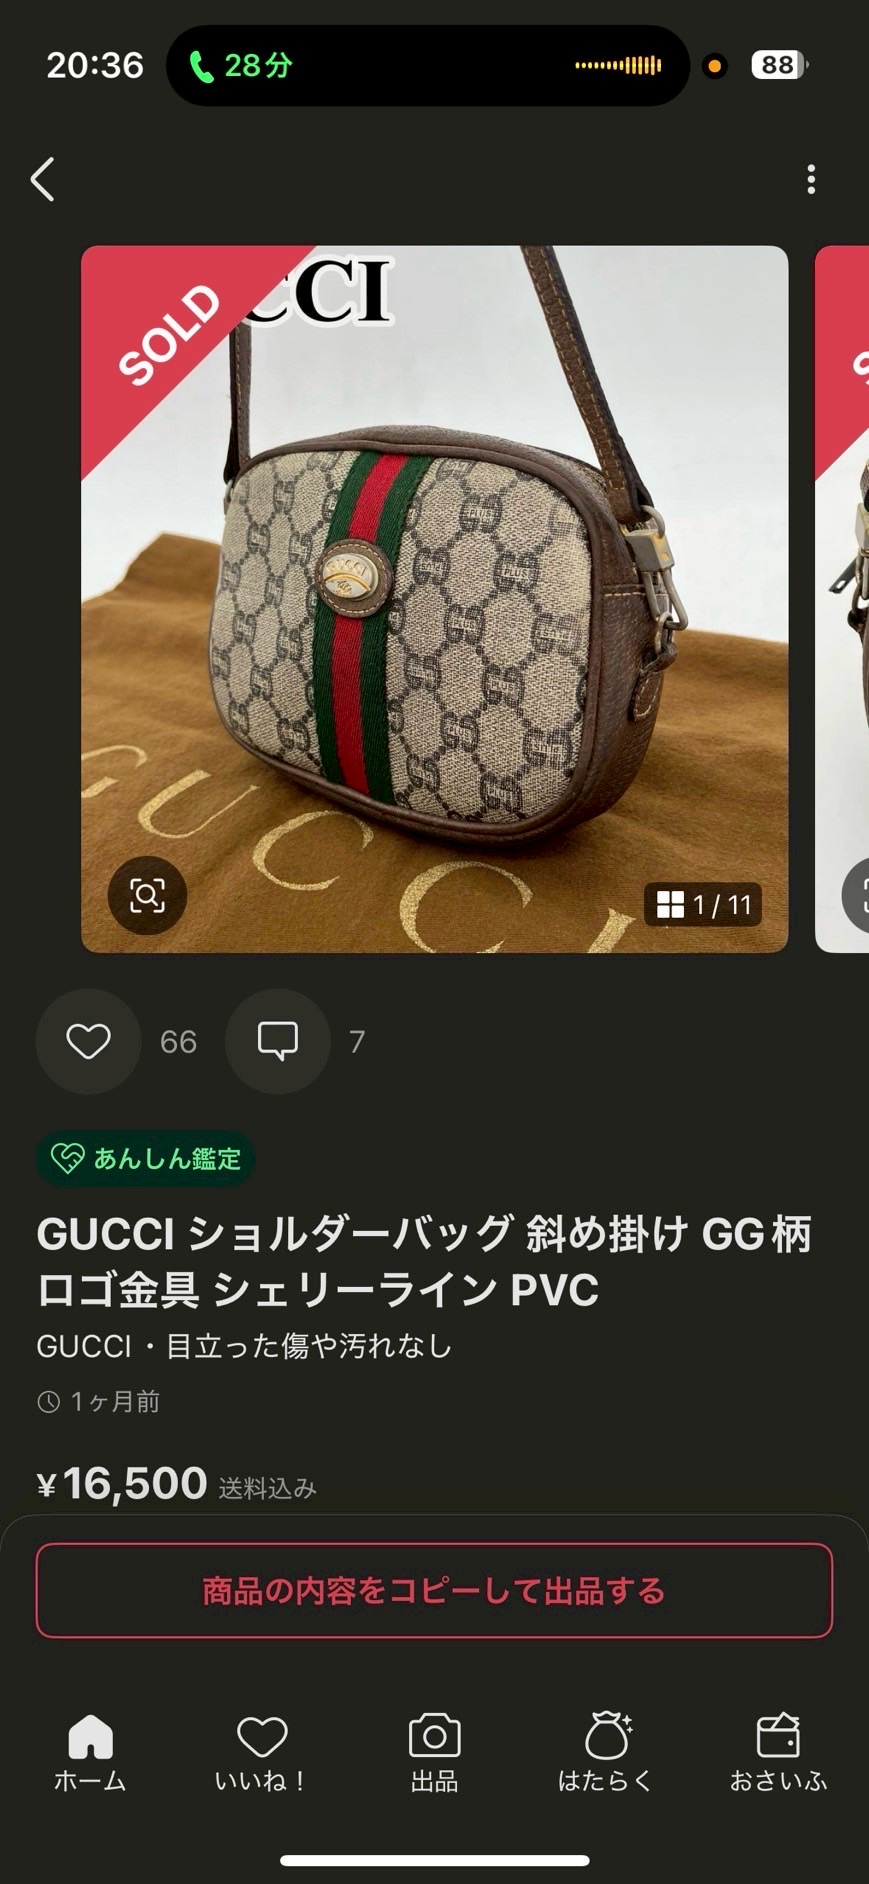 20:36
28分
88
CCI
SOLD
PLUS
PLUS
GUCCI
G U C C I
1 / 11
66
7
あんしん鑑定
GUCCI ショルダーバッグ 斜め掛け GG柄
ロゴ金具 シェリーライン PVC
GUCCI・目立った傷や汚れなし
1ヶ月前
¥16,500 送料込み
商品の内容をコピーして出品する
ホーム
いいね！
出品
はたらく
おさいふ